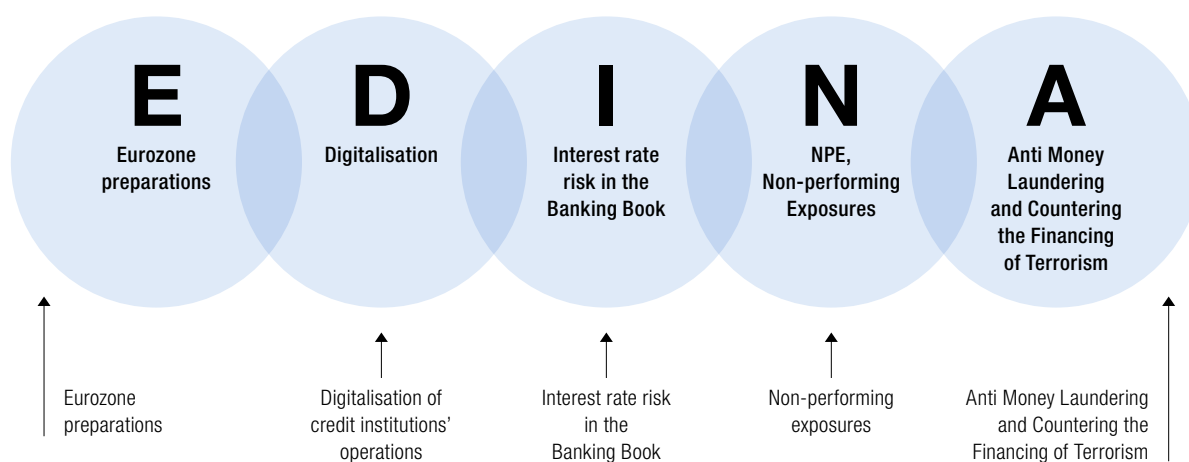 E
Eurozone
preparations
D
Digitalisation
I
Interest rate
risk in the
Banking Book
N
NPE,
Non-performing
Exposures
A
Anti Money
Laundering
and Countering
the Financing
of Terrorism
Eurozone
preparations
Digitalisation of
credit institutions’
operations
Interest rate risk
in the
Banking Book
Non-performing
exposures
Anti Money Laundering
and Countering the
Financing of Terrorism